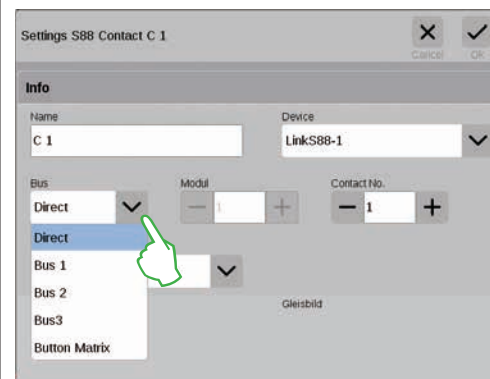 Settings S88 Contact C 1
Cancel
OK
Info
Name
Device
C 1
LinkS88-1
Bus
Modul
Contact No.
Direct
1
1
Direct
Bus 1
Bus 2
Bus3
Gleisbild
Button Matrix